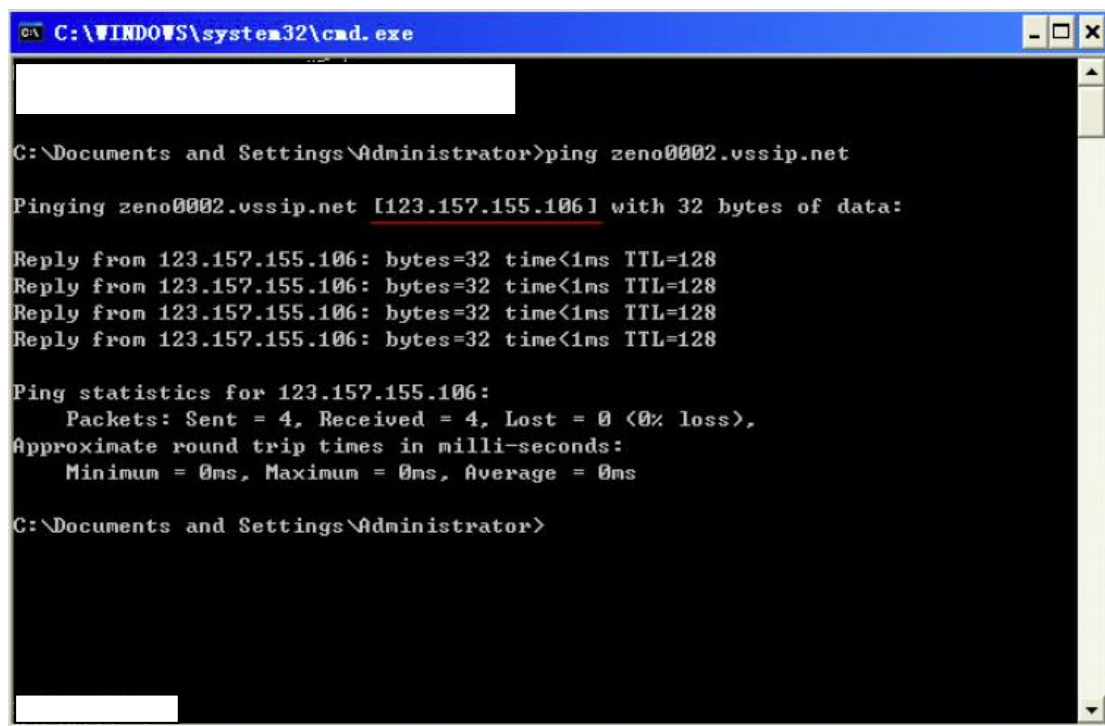 C:\WINDOWS\system32\cmd.exe
C:\Documents and Settings\Administrator>ping zeno0002.vssip.net
Pinging zeno0002.vssip.net [123.157.155.106] with 32 bytes of data:
Reply from 123.157.155.106: bytes=32 time<1ms TTL=128
Reply from 123.157.155.106: bytes=32 time<1ms TTL=128
Reply from 123.157.155.106: bytes=32 time<1ms TTL=128
Reply from 123.157.155.106: bytes=32 time<1ms TTL=128
Ping statistics for 123.157.155.106:
    Packets: Sent = 4, Received = 4, Lost = 0 (0% loss),
Approximate round trip times in milli-seconds:
    Minimum = 0ms, Maximum = 0ms, Average = 0ms
C:\Documents and Settings\Administrator>